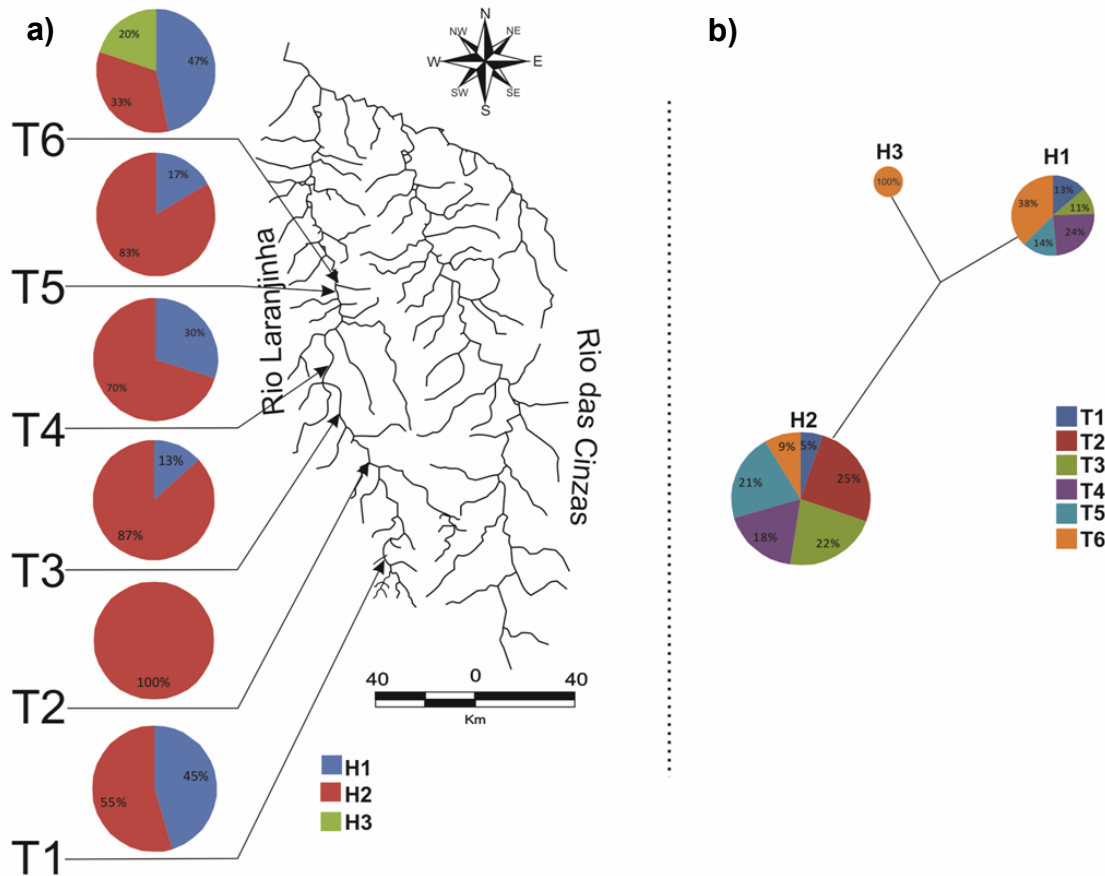 a)
20%
47%
33%
T6
17%
83%
T5
30%
70%
T4
13%
87%
T3
100%
T2
45%
55%
T1
N
NW
NE
W
E
SW
SE
S
Rio Laranjinha
Rio das Cinzas
40
0
40
Km
H1
H2
H3
b)
H3
100%
H1
13%
38%
11%
24%
14%
H2
9%
5%
25%
21%
18%
22%
T1
T2
T3
T4
T5
T6